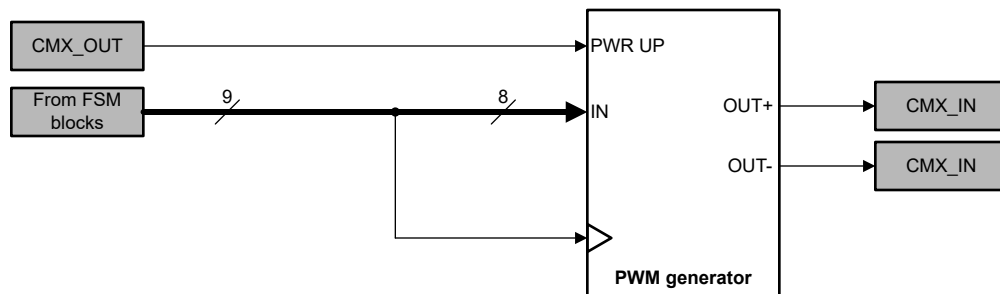 CMX_OUT
PWR UP
From FSM
blocks
9
8
IN
OUT+
CMX_IN
OUT-
CMX_IN
PWM generator